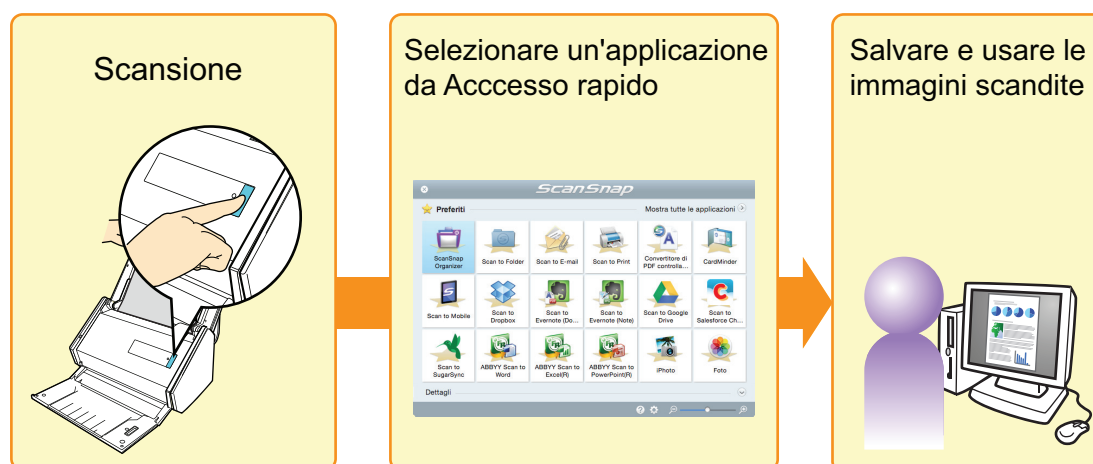 Scansione
Selezionare un'applicazione
da Acccesso rapido
ScanSnap
Preferiti
Mostra tutte le applicazioni
ScanSnap
Organizer
Scan to Folder
Scan to E-mail
Scan to Print
Convertitore di
PDF controlla...
CardMinder
Scan to Mobile
Scan to
Dropbox
Scan to
Evernote (Do...
Scan to
Evernote (Note)
Scan to Google
Drive
Scan to
Salesforce Ch...
Scan to
SugarSync
ABBYY Scan to
Word
ABBYY Scan to
Excel(R)
ABBYY Scan to
PowerPoint(R)
iPhoto
Foto
Dettagli
Salvare e usare le
immagini scandite